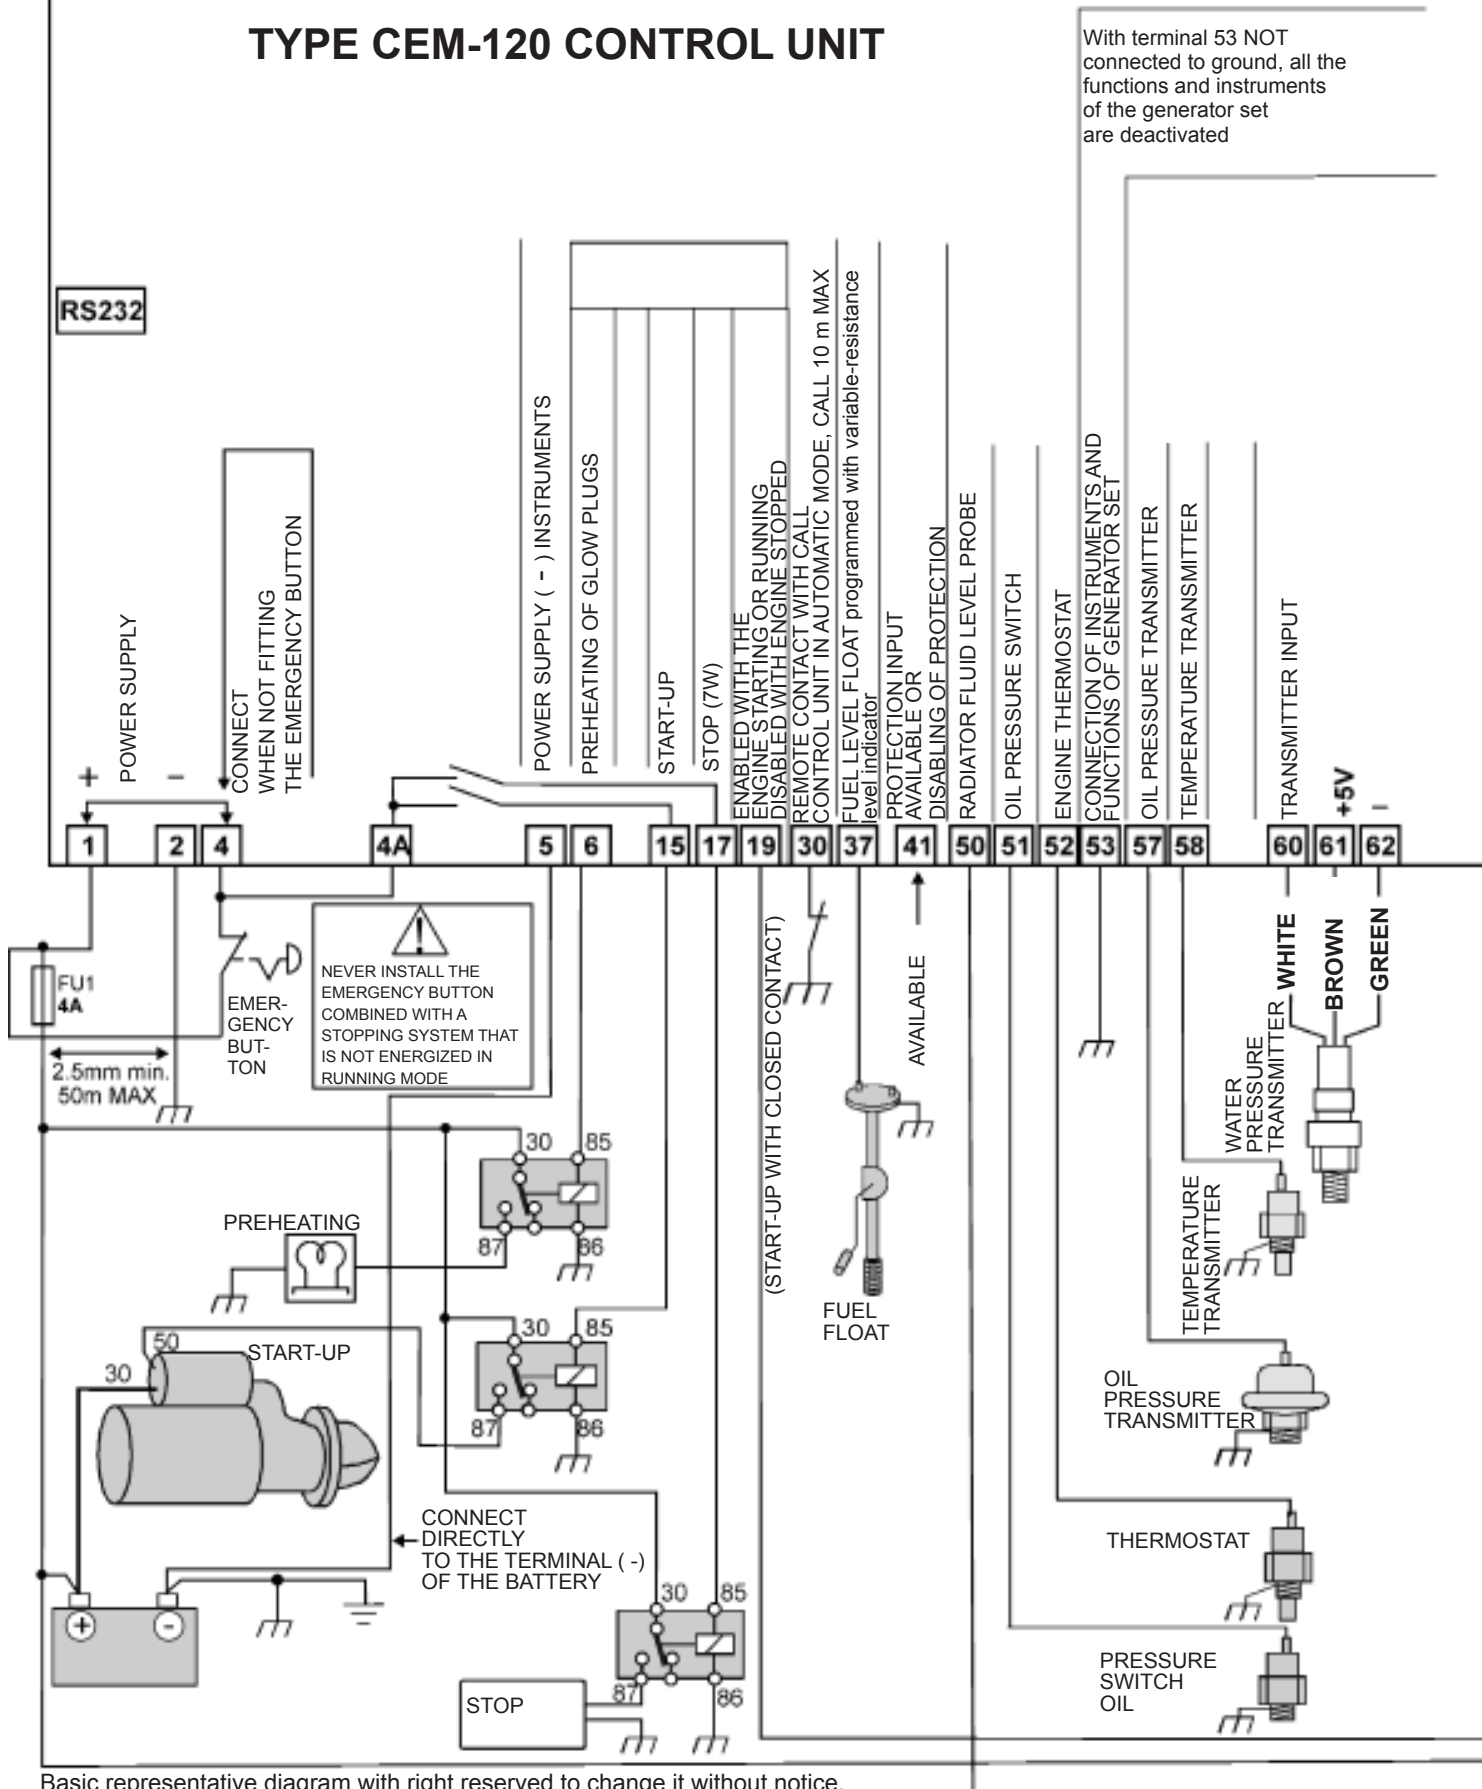 TYPE CEM-120 CONTROL UNIT
With terminal 53 NOT
connected to ground, all the
functions and instruments
of the generator set
are deactivated
RS232
+
POWER SUPPLY
–
CONNECT
WHEN NOT FITTING
THE EMERGENCY BUTTON
POWER SUPPLY ( - ) INSTRUMENTS
PREHEATING OF GLOW PLUGS
START-UP
STOP (7W)
ENABLED WITH THE
ENGINE STARTING OR RUNNING
DISABLED WITH ENGINE STOPPED
REMOTE CONTACT WITH CALL
CONTROL UNIT IN AUTOMATIC MODE, CALL 10 m MAX
FUEL LEVEL FLOAT programmed with variable-resistance
level indicator
PROTECTION INPUT
AVAILABLE OR
DISABLING OF PROTECTION
RADIATOR FLUID LEVEL PROBE
OIL PRESSURE SWITCH
ENGINE THERMOSTAT
CONNECTION OF INSTRUMENTS AND
FUNCTIONS OF GENERATOR SET
OIL PRESSURE TRANSMITTER
TEMPERATURE TRANSMITTER
TRANSMITTER INPUT
+5V
–
1 2 4 4A 5 6 15 17 19 30 37 41 50 51 52 53 57 58 60 61 62
FU1
4A
EMER-
GENCY
BUT-
TON
2.5mm min.
50m MAX
NEVER INSTALL THE
EMERGENCY BUTTON
COMBINED WITH A
STOPPING SYSTEM THAT
IS NOT ENERGIZED IN
RUNNING MODE
(START-UP WITH CLOSED CONTACT)
AVAILABLE
WHITE
BROWN
GREEN
WATER
PRESSURE
TRANSMITTER
30 85
87 86
PREHEATING
TEMPERATURE
TRANSMITTER
FUEL
FLOAT
30 85
87 86
50
START-UP
30
OIL
PRESSURE
TRANSMITTER
CONNECT
DIRECTLY
TO THE TERMINAL ( -)
OF THE BATTERY
THERMOSTAT
+ -
30 85
87 86
STOP
PRESSURE
SWITCH
OIL
Basic representative diagram with right reserved to change it without notice.